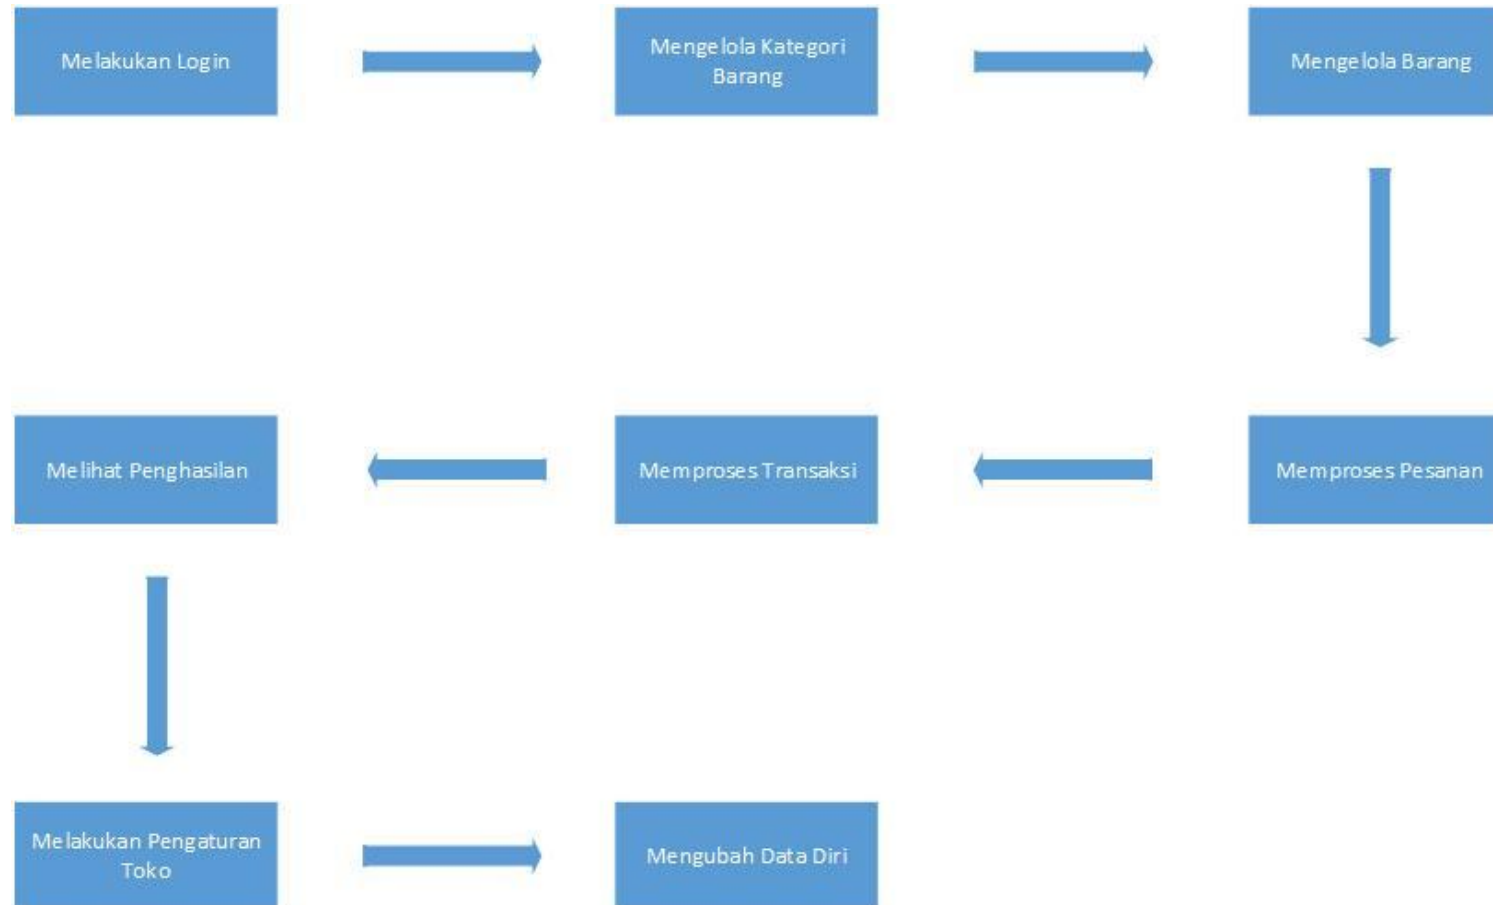 Melakukan Login
Mengelola Kategori
Barang
Mengelola Barang
Memproses Pesanan
Memproses Transaksi
Melihat Penghasilan
Melakukan Pengaturan
Toko
Mengubah Data Diri